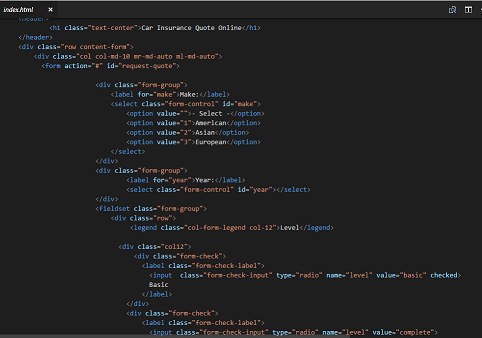 index.html
<header>
<h1 class="text-center">Car Insurance Quote Online</h1>
</header>
<div class="row content-form">
<div class="col col-md-10 mr-md-auto ml-md-auto">
<form action="#" id="request-quote">
<div class="form-group">
<label for="make">Make:</label>
<select class="form-control" id="make">
<option value="">- Select -</option>
<option value="1">American</option>
<option value="2">Asian</option>
<option value="3">European</option>
</select>
</div>
<div class="form-group">
<label for="year">Year:</label>
<select class="form-control" id="year"></select>
</div>
<fieldset class="form-group">
<div class="row">
<legend class="col-form-legend col-12">Level</legend>
<div class="col12">
<div class="form-check">
<label class="form-check-label">
<input class="form-check-input" type="radio" name="level" value="basic" checked>
Basic
</label>
</div>
<div class="form-check">
<label class="form-check-label">
<input class="form-check-input" type="radio" name="level" value="complete">